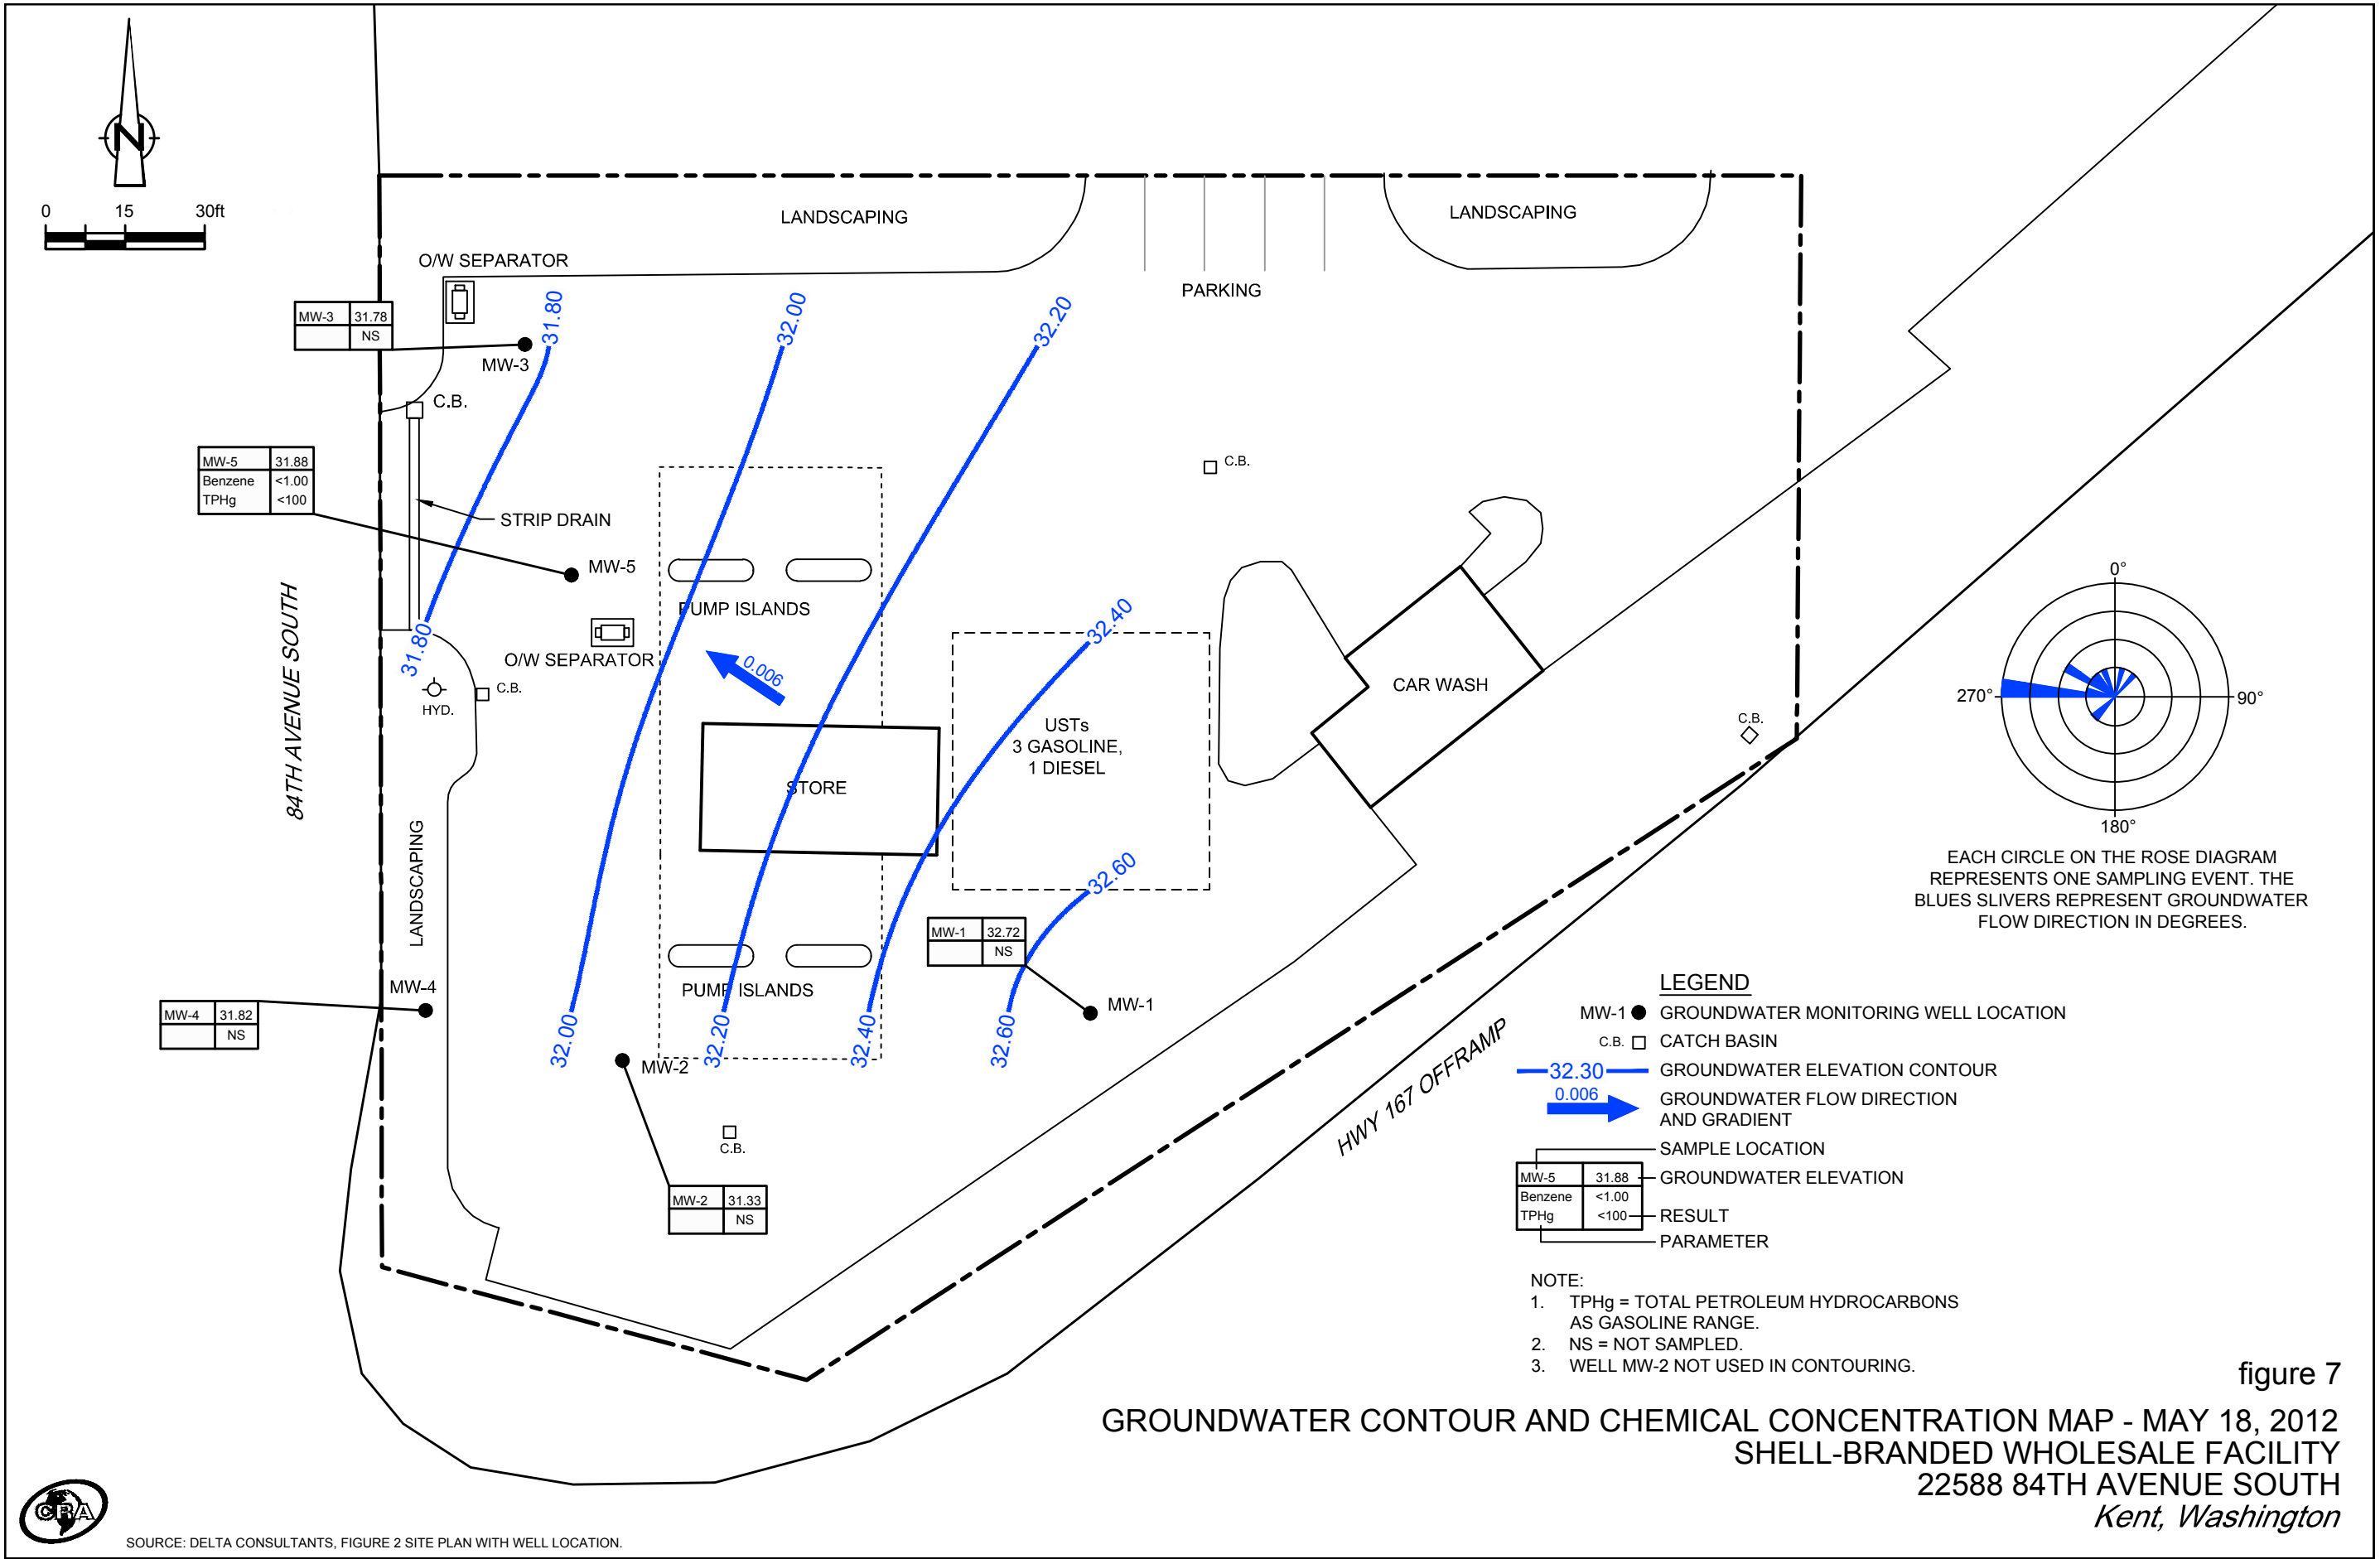 N
0 15 30ft
LANDSCAPING
LANDSCAPING
O/W SEPARATOR
PARKING
MW-3 31.78
NS
MW-3
31.80
32.00
32.20
C.B.
C.B.
MW-5 31.88
Benzene <1.00
TPHg <100
STRIP DRAIN
MW-5
PUMP ISLANDS
84TH AVENUE SOUTH
31.80
O/W SEPARATOR
0.006
32.40
HYD.
C.B.
CAR WASH
USTs
3 GASOLINE,
1 DIESEL
STORE
C.B.
0°
270°
90°
180°
EACH CIRCLE ON THE ROSE DIAGRAM
REPRESENTS ONE SAMPLING EVENT. THE
BLUES SLIVERS REPRESENT GROUNDWATER
FLOW DIRECTION IN DEGREES.
LANDSCAPING
32.60
MW-1 32.72
NS
MW-1
MW-4
MW-4 31.82
NS
PUMP ISLANDS
32.00
32.20
32.40
32.60
MW-2
C.B.
MW-2 31.33
NS
HWY 167 OFFRAMP
LEGEND
MW-1 GROUNDWATER MONITORING WELL LOCATION
C.B. CATCH BASIN
32.30 GROUNDWATER ELEVATION CONTOUR
0.006 GROUNDWATER FLOW DIRECTION
AND GRADIENT
SAMPLE LOCATION
MW-5 31.88 GROUNDWATER ELEVATION
Benzene <1.00
TPHg <100 RESULT
PARAMETER
NOTE:
1. TPHg = TOTAL PETROLEUM HYDROCARBONS
AS GASOLINE RANGE.
2. NS = NOT SAMPLED.
3. WELL MW-2 NOT USED IN CONTOURING.
figure 7
GROUNDWATER CONTOUR AND CHEMICAL CONCENTRATION MAP - MAY 18, 2012
SHELL-BRANDED WHOLESALE FACILITY
22588 84TH AVENUE SOUTH
Kent, Washington
CRA
SOURCE: DELTA CONSULTANTS, FIGURE 2 SITE PLAN WITH WELL LOCATION.